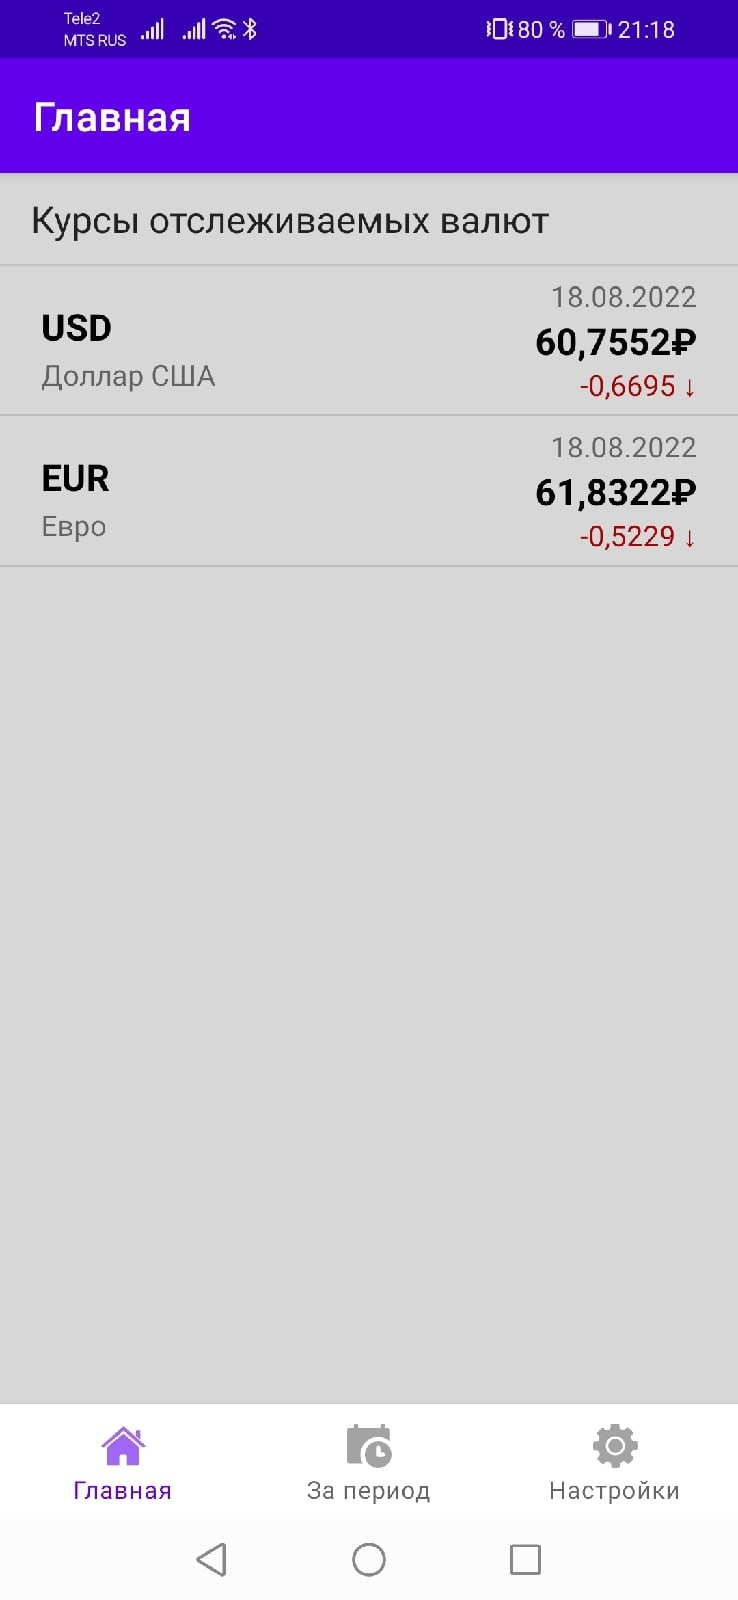 Tele2
MTS RUS
80 % 21:18
Главная
Курсы отслеживаемых валют
18.08.2022
USD
60,7552₽
Доллар США
-0,6695 ↓
18.08.2022
EUR
61,8322₽
Евро
-0,5229 ↓
Главная
За период
Настройки